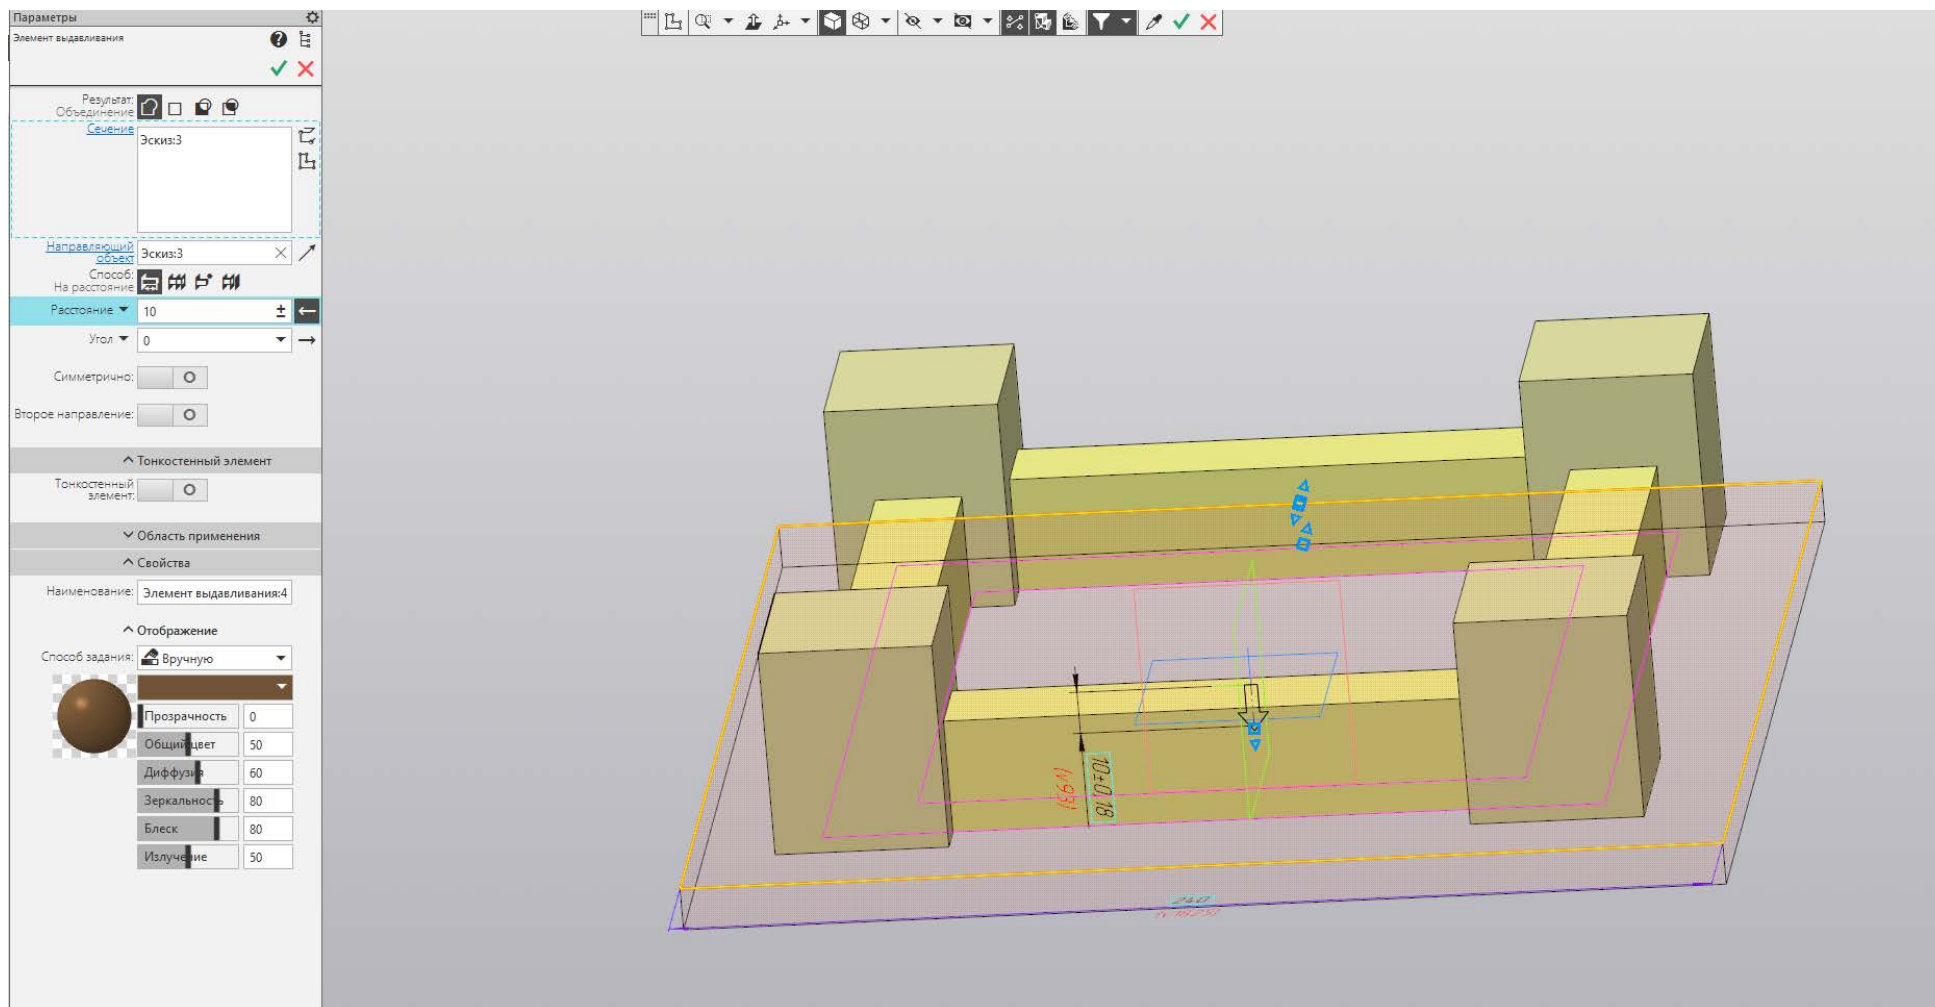 Параметры
Элемент выдавливания
Результат:
Объединение
Сечение
Эскиз:3
Направляющий
объект
Эскиз:3
Способ:
На расстояние
Расстояние
10
Угол
0
Симметрично:
Второе направление:
Тонкостенный элемент
Тонкостенный
элемент:
Область применения
Свойства
Наименование:
Элемент выдавливания:4
Отображение
Способ задания:
Вручную
Прозрачность
0
Общий цвет
50
Диффузия
60
Зеркальность
80
Блеск
80
Излучение
50
10±0,18
(v93)
240